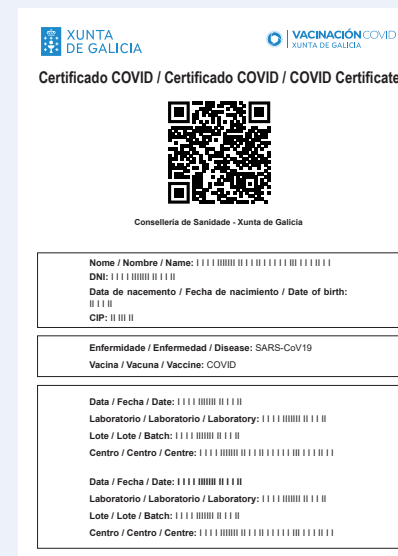 XUNTA
DE GALICIA
VACINACIÓN COVID
XUNTA DE GALICIA
Certificado COVID / Certificado COVID / COVID Certificate
Consellería de Sanidade - Xunta de Galicia
Nome / Nombre / Name:
DNI:
Data de nacemento / Fecha de nacimiento / Date of birth:
CIP:
Enfermidade / Enfermedad / Disease: SARS-CoV19
Vacina / Vacuna / Vaccine: COVID
Data / Fecha / Date:
Laboratorio / Laboratorio / Laboratory:
Lote / Lote / Batch:
Centro / Centro / Centre:
Data / Fecha / Date:
Laboratorio / Laboratorio / Laboratory:
Lote / Lote / Batch:
Centro / Centro / Centre: